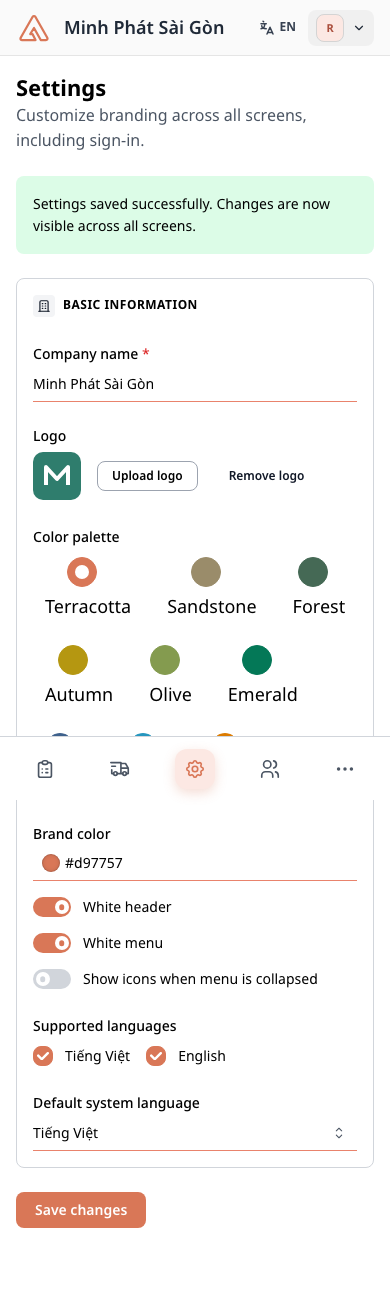 Minh Phát Sài Gòn
EN
R
Settings
Customize branding across all screens,
including sign-in.
Settings saved successfully. Changes are now
visible across all screens.
BASIC INFORMATION
Company name *
Minh Phát Sài Gòn
Logo
M
Upload logo
Remove logo
Color palette
Terracotta
Sandstone
Forest
Autumn
Olive
Emerald
Brand color
#d97757
White header
White menu
Show icons when menu is collapsed
Supported languages
Tiếng Việt
English
Default system language
Tiếng Việt
Save changes